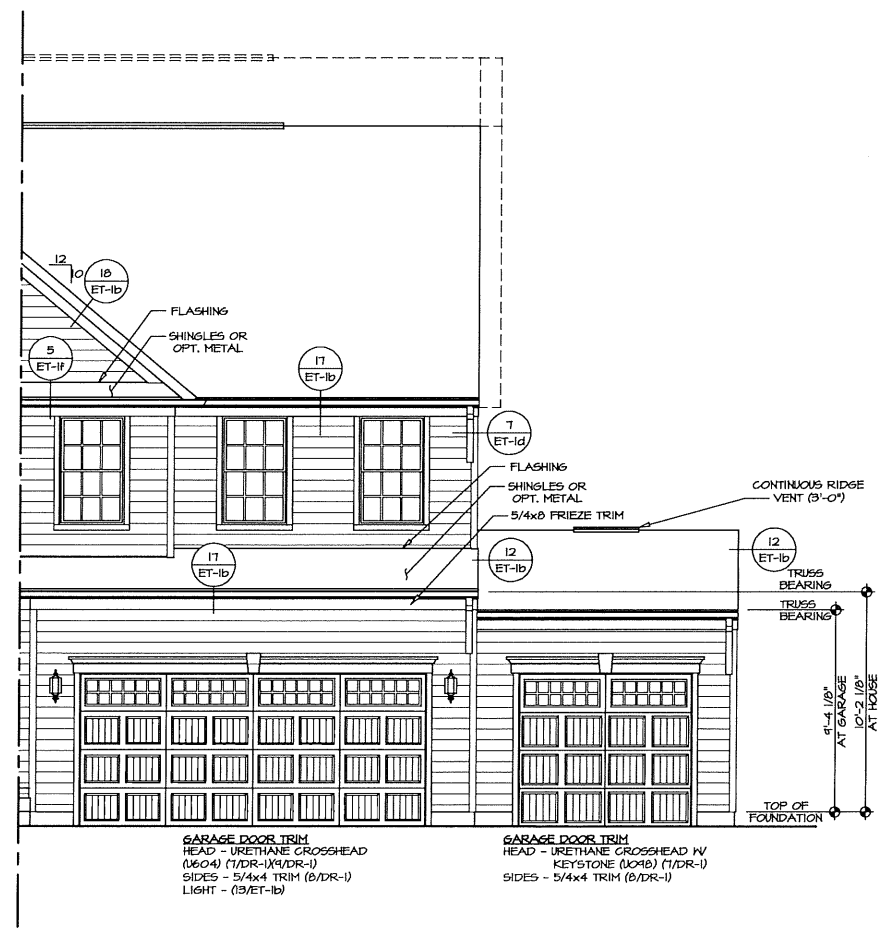 12
10
18
ET-1b
FLASHING
SHINGLES OR
OPT. METAL
5
ET-1f
17
ET-1b
7
ET-1d
FLASHING
SHINGLES OR
OPT. METAL
5/4x8 FRIEZE TRIM
CONTINUOUS RIDGE
VENT (3'-0")
17
ET-1b
12
ET-1b
12
ET-1b
TRUSS
BEARING
TRUSS
BEARING
9'-4 1/8"
AT GARAGE
10'-2 1/8"
AT HOUSE
TOP OF
FOUNDATION
GARAGE DOOR TRIM
HEAD - URETHANE CROSSHEAD
(U604) (7/DR-1)(9/DR-1)
SIDES - 5/4x4 TRIM (8/DR-1)
LIGHT - (13/ET-1b)
GARAGE DOOR TRIM
HEAD - URETHANE CROSSHEAD W/
KEYSTONE (U098) (7/DR-1)
SIDES - 5/4x4 TRIM (8/DR-1)